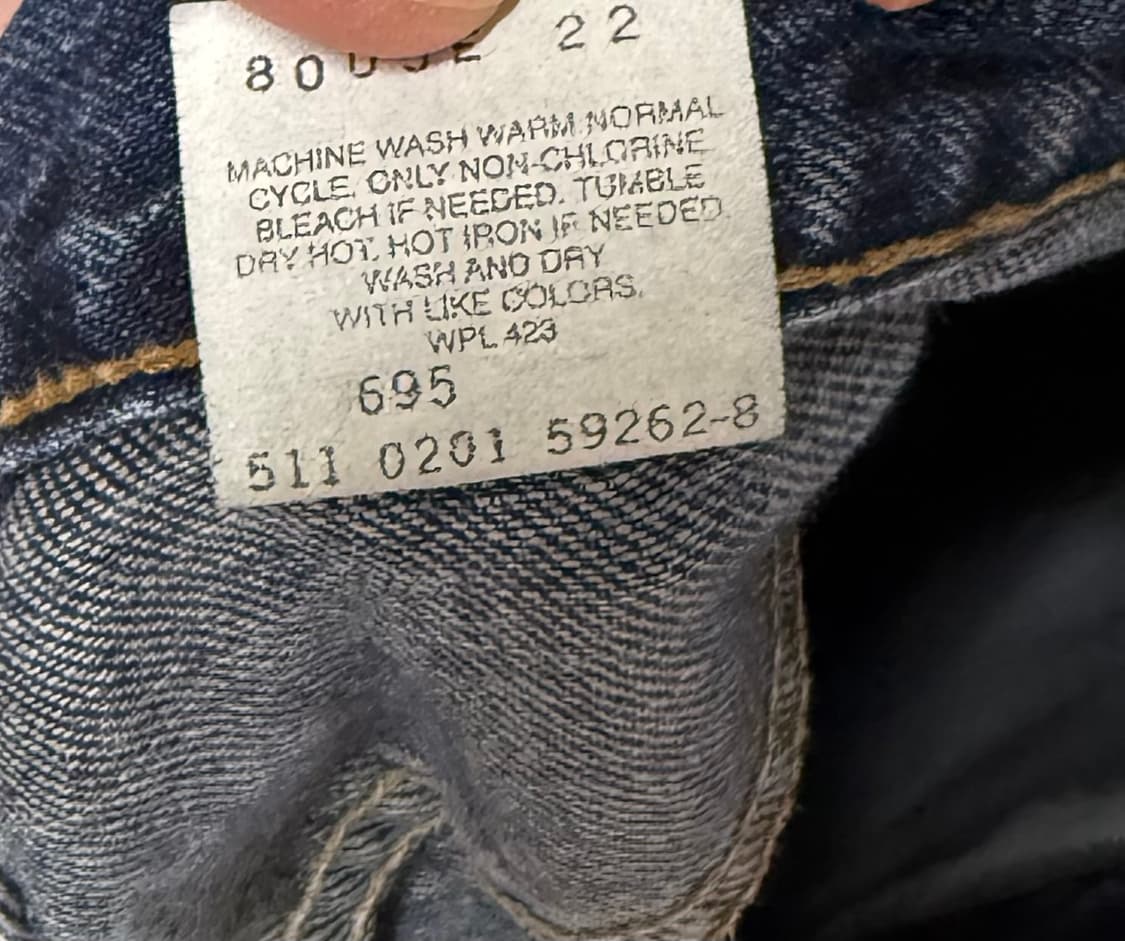 80 22
MACHINE WASH WARM NORMAL
CYCLE. ONLY NON-CHLORINE
BLEACH IF NEEDED. TUMBLE
DRY HOT. HOT IRON IF NEEDED
WASH AND DRY
WITH LIKE COLORS.
WPL 423
695
511 0201 59262-8